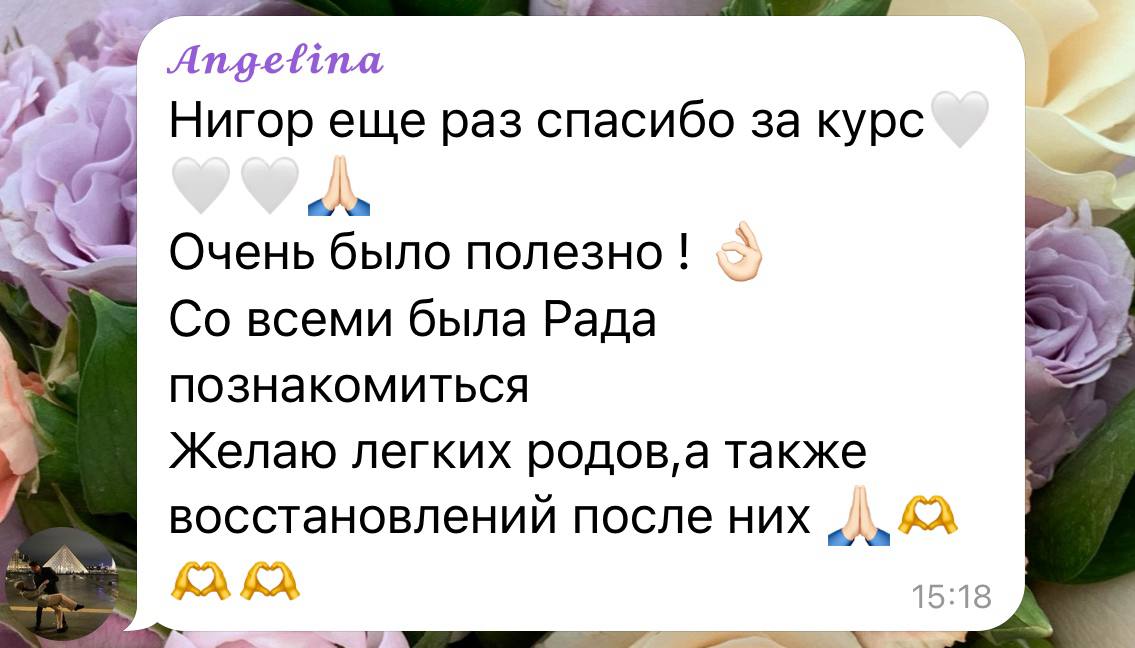 Angelina
Нигор еще раз спасибо за курс🤍
🤍🤍🙏🏻
Очень было полезно ! 👌🏻
Со всеми была Рада
познакомиться
Желаю легких родов,а также
восстановлений после них 🙏🏻🫶
🫶🫶
15:18